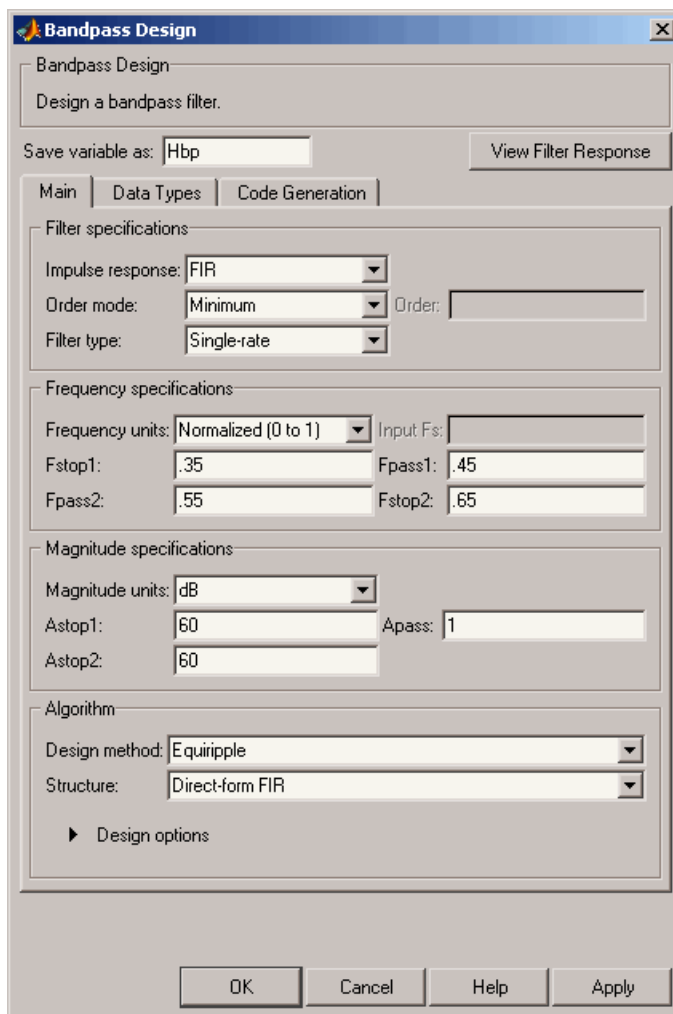 Bandpass Design
Bandpass Design
Design a bandpass filter.
Save variable as: Hbp View Filter Response
Main Data Types Code Generation
Filter specifications
Impulse response: FIR
Order mode: Minimum Order:
Filter type: Single-rate
Frequency specifications
Frequency units: Normalized (0 to 1) Input Fs:
Fstop1: .35 Fpass1: .45
Fpass2: .55 Fstop2: .65
Magnitude specifications
Magnitude units: dB
Astop1: 60 Apass: 1
Astop2: 60
Algorithm
Design method: Equiripple
Structure: Direct-form FIR
Design options
OK Cancel Help Apply